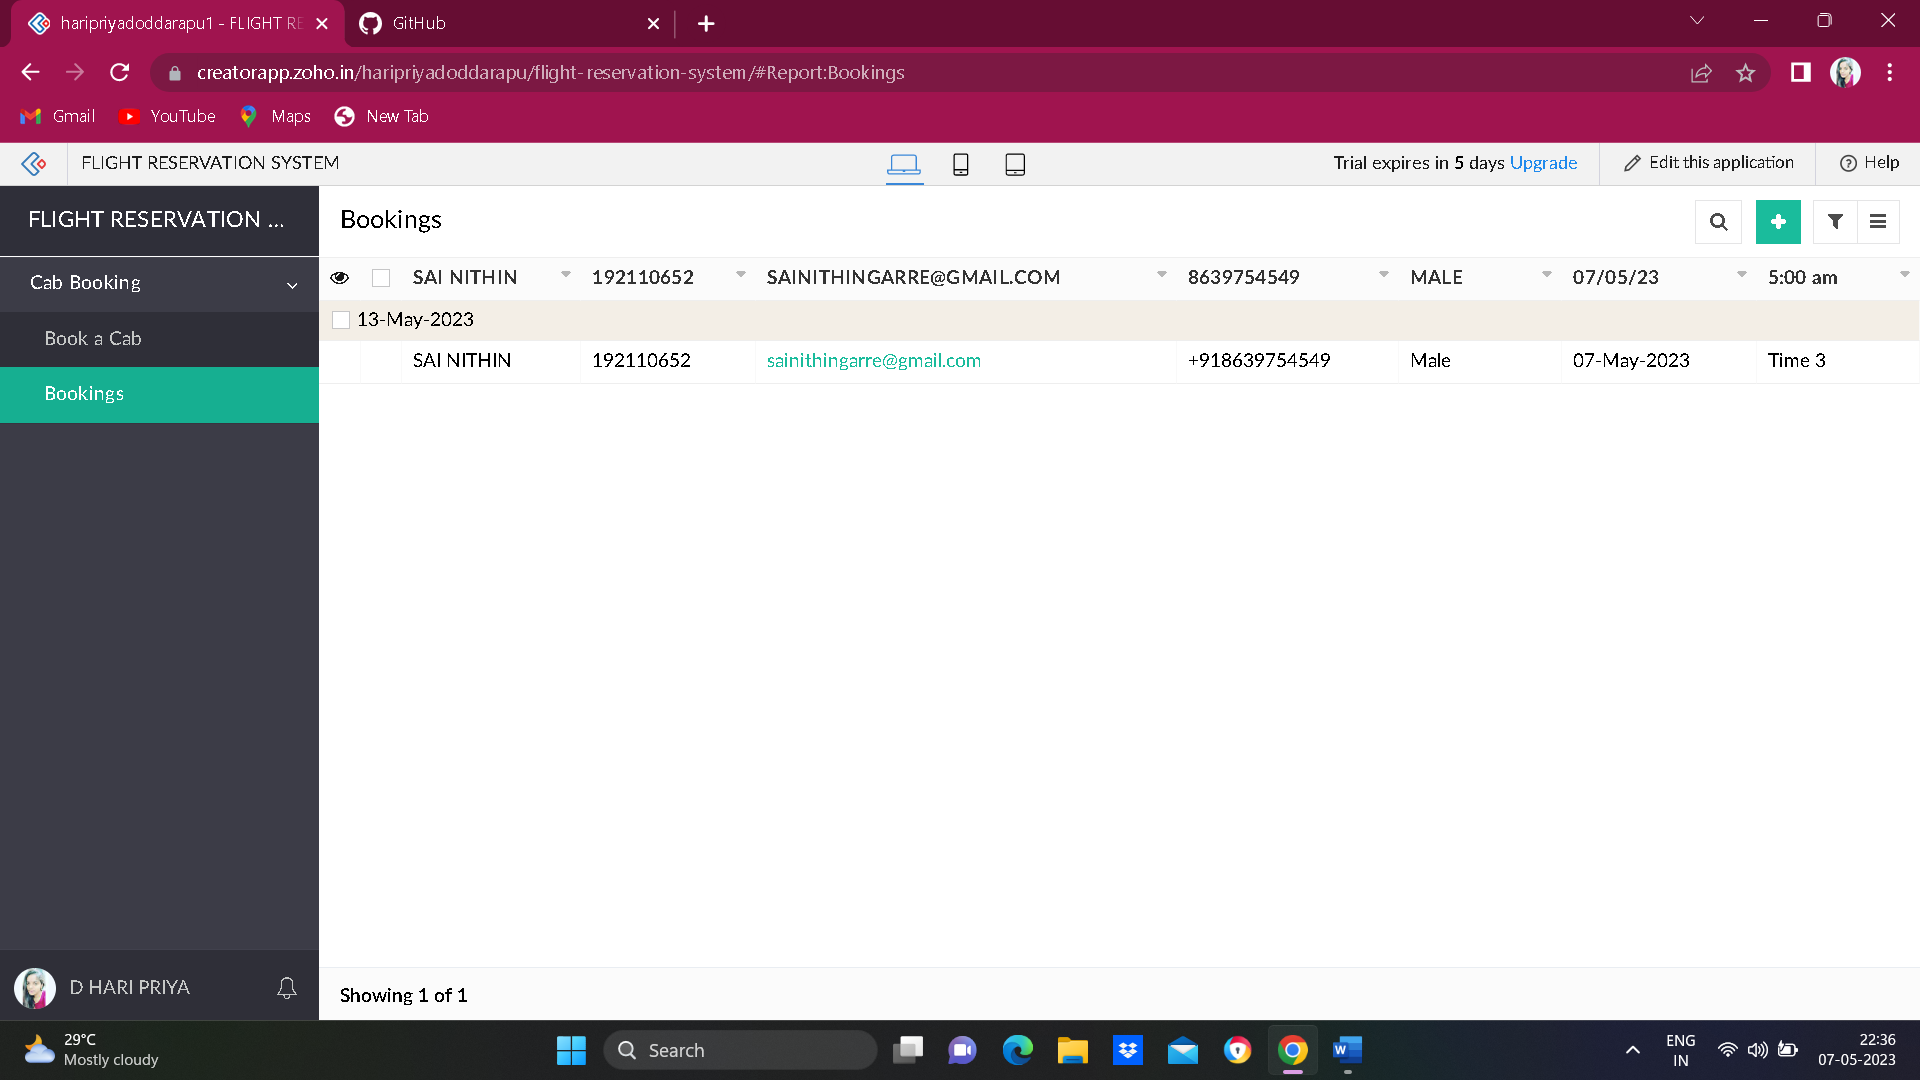 haripriyadoddarapu1 - FLIGHT RE
GitHub
creatorapp.zoho.in/haripriyadoddarapu/flight-reservation-system/#Report:Bookings
Gmail
YouTube
Maps
New Tab
FLIGHT RESERVATION SYSTEM
Trial expires in 5 days Upgrade
Edit this application
Help
FLIGHT RESERVATION ...
Cab Booking
Book a Cab
Bookings
Bookings
SAI NITHIN 192110652 SAINITHINGARRE@GMAIL.COM 8639754549 MALE 07/05/23 5:00 am
13-May-2023
SAI NITHIN 192110652 sainithingarre@gmail.com +918639754549 Male 07-May-2023 Time 3
Showing 1 of 1
D HARI PRIYA
29°C
Mostly cloudy
Search
ENG
IN
22:36
07-05-2023